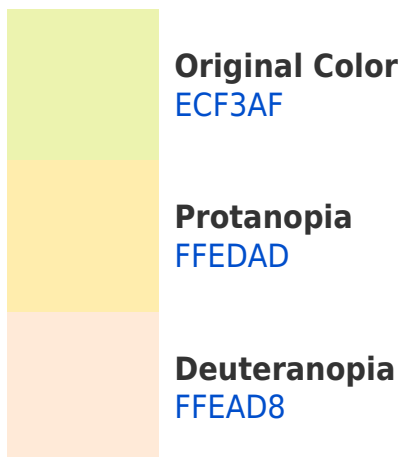 Original Color
ECF3AF
Protanopia
FFEDAD
Deuteranopia
FFEAD8